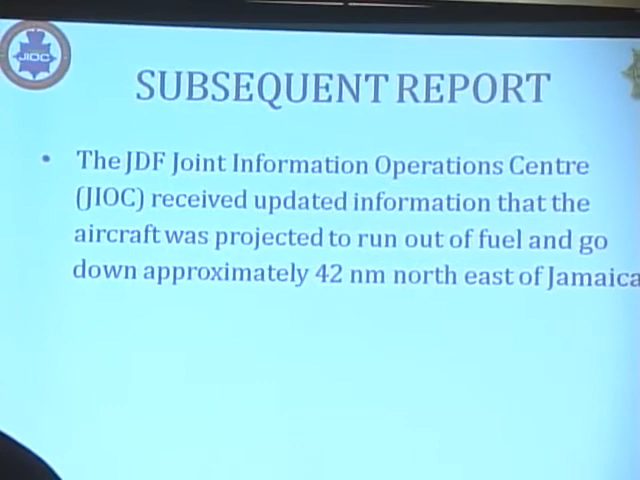 JIOC
SUBSEQUENT REPORT
• The JDF Joint Information Operations Centre
(JIOC) received updated information that the
aircraft was projected to run out of fuel and go
down approximately 42 nm north east of Jamaica